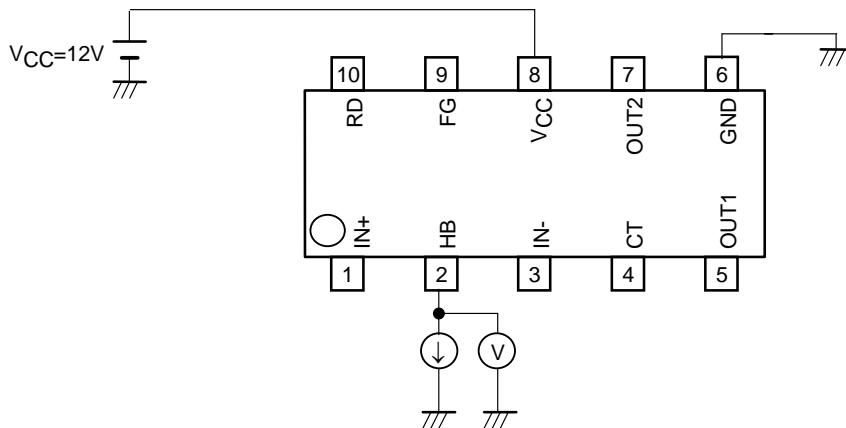 VCC=12V
10 9 8 7 6
RD FG VCC OUT2 GND
IN+ HB IN- CT OUT1
1 2 3 4 5
V